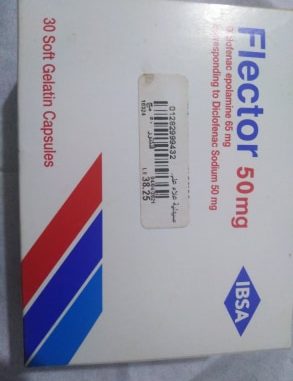 Flector 50 mg
Diclofenac epolamine 65 mg
corresponding to Diclofenac Sodium 50 mg
IBSA
30 Soft Gelatin Capsules
01282999432
38.25